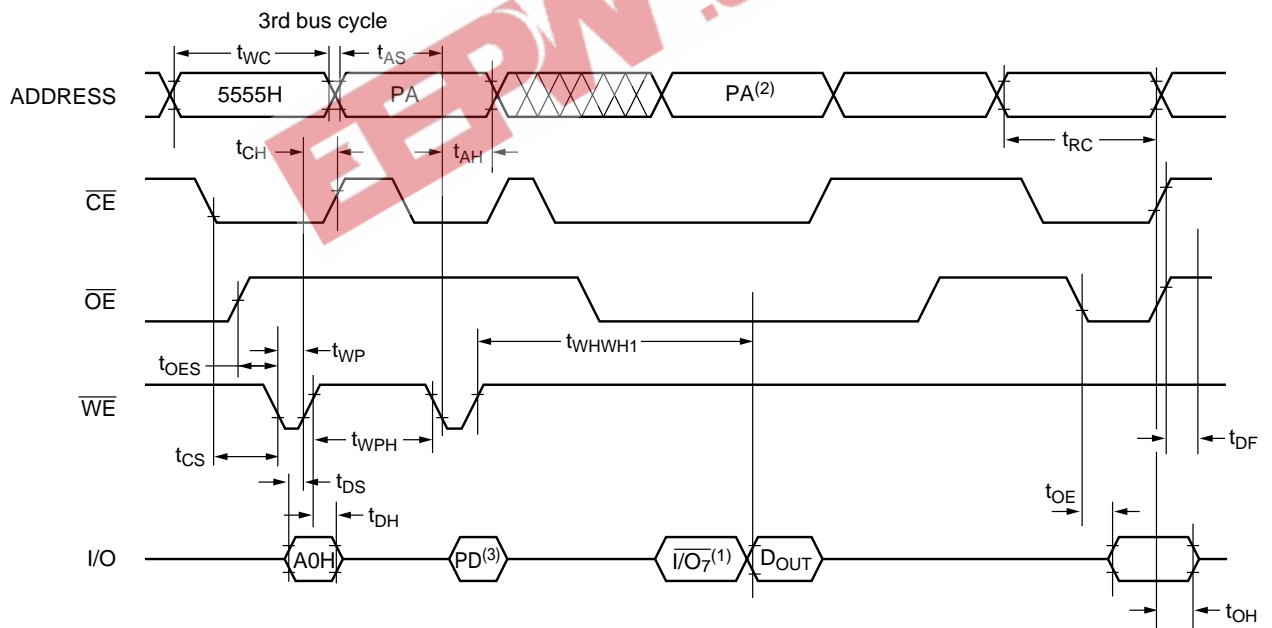 3rd bus cycle
tWC
tAS
ADDRESS
5555H
PA
PA(2)
tCH
tAH
tRC
CE
OE
tWHWH1
tWP
tOES
WE
tWPH
tCS
tDF
tDS
tOE
tDH
I/O
A0H
PD(3)
I/O7(1)
DOUT
tOH
EEPW